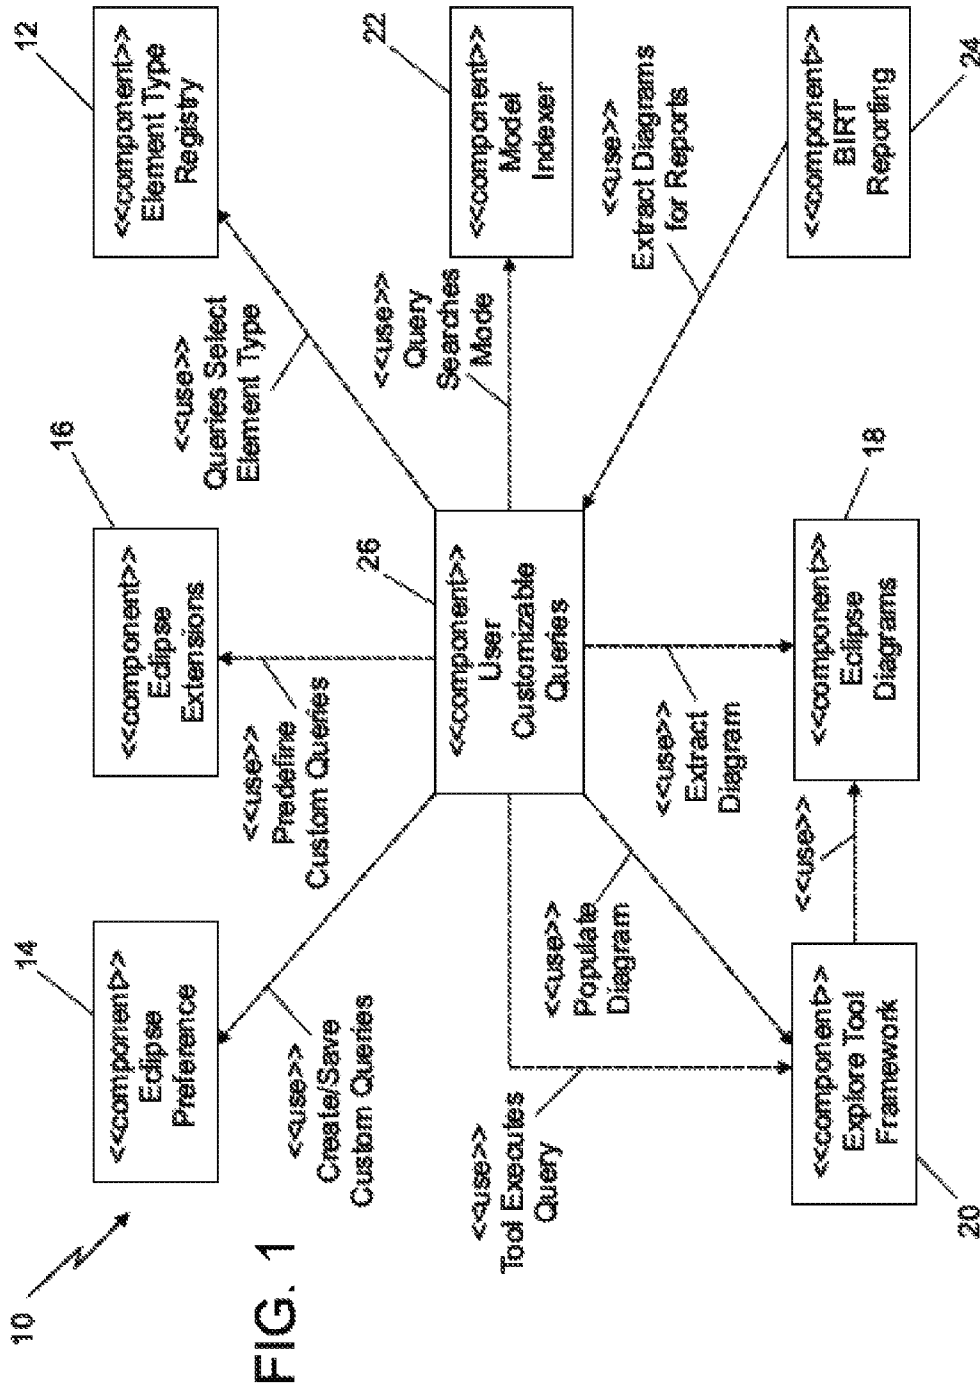 10
14
<<component>>
Eclipse
Preference
16
<<component>>
Eclipse
Extensions
12
<<component>>
Element Type
Registry
<<use>>
Create/Save
Custom Queries
<<use>>
Predefine
Custom Queries
<<use>>
Queries Select
Element Type
26
<<component>>
User
Customizable
Queries
<<use>>
Query
Searches
Mode
22
<<component>>
Model
Indexer
<<use>>
Tool Executes
Query
<<use>>
Populate
Diagram
<<use>>
Extract
Diagram
<<use>>
Extract Diagrams
for Reports
<<component>>
Explore Tool
Framework
20
<<use>>
<<component>>
Eclipse
Diagrams
18
<<component>>
BIRT
Reporting
24
FIG. 1